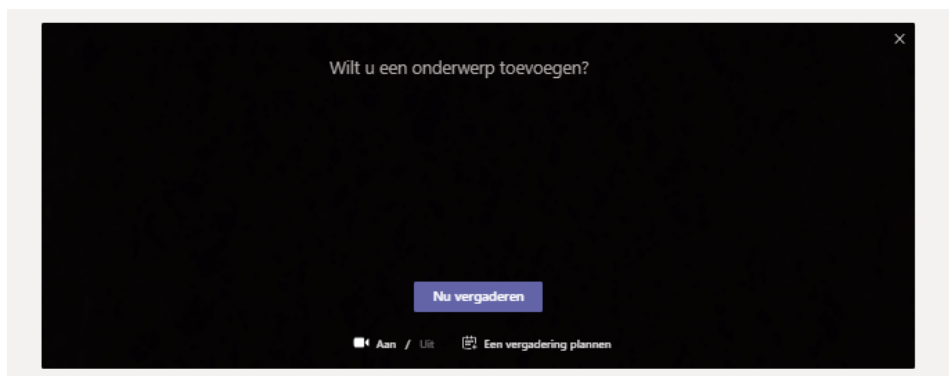 Wilt u een onderwerp toevoegen?
Nu vergaderen
Aan / Uit Een vergadering plannen